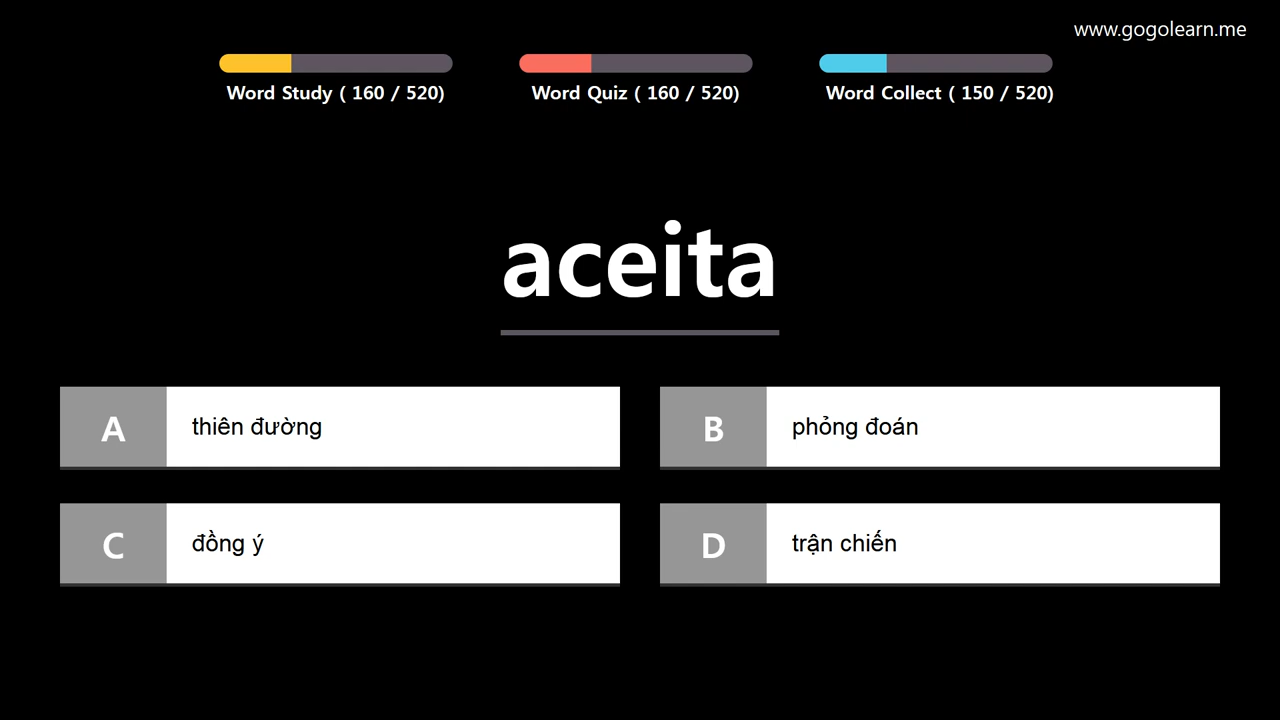 www.gogolearn.me
Word Study ( 160 / 520)
Word Quiz ( 160 / 520)
Word Collect ( 150 / 520)
aceita
A thiên đường
B phỏng đoán
C đồng ý
D trận chiến